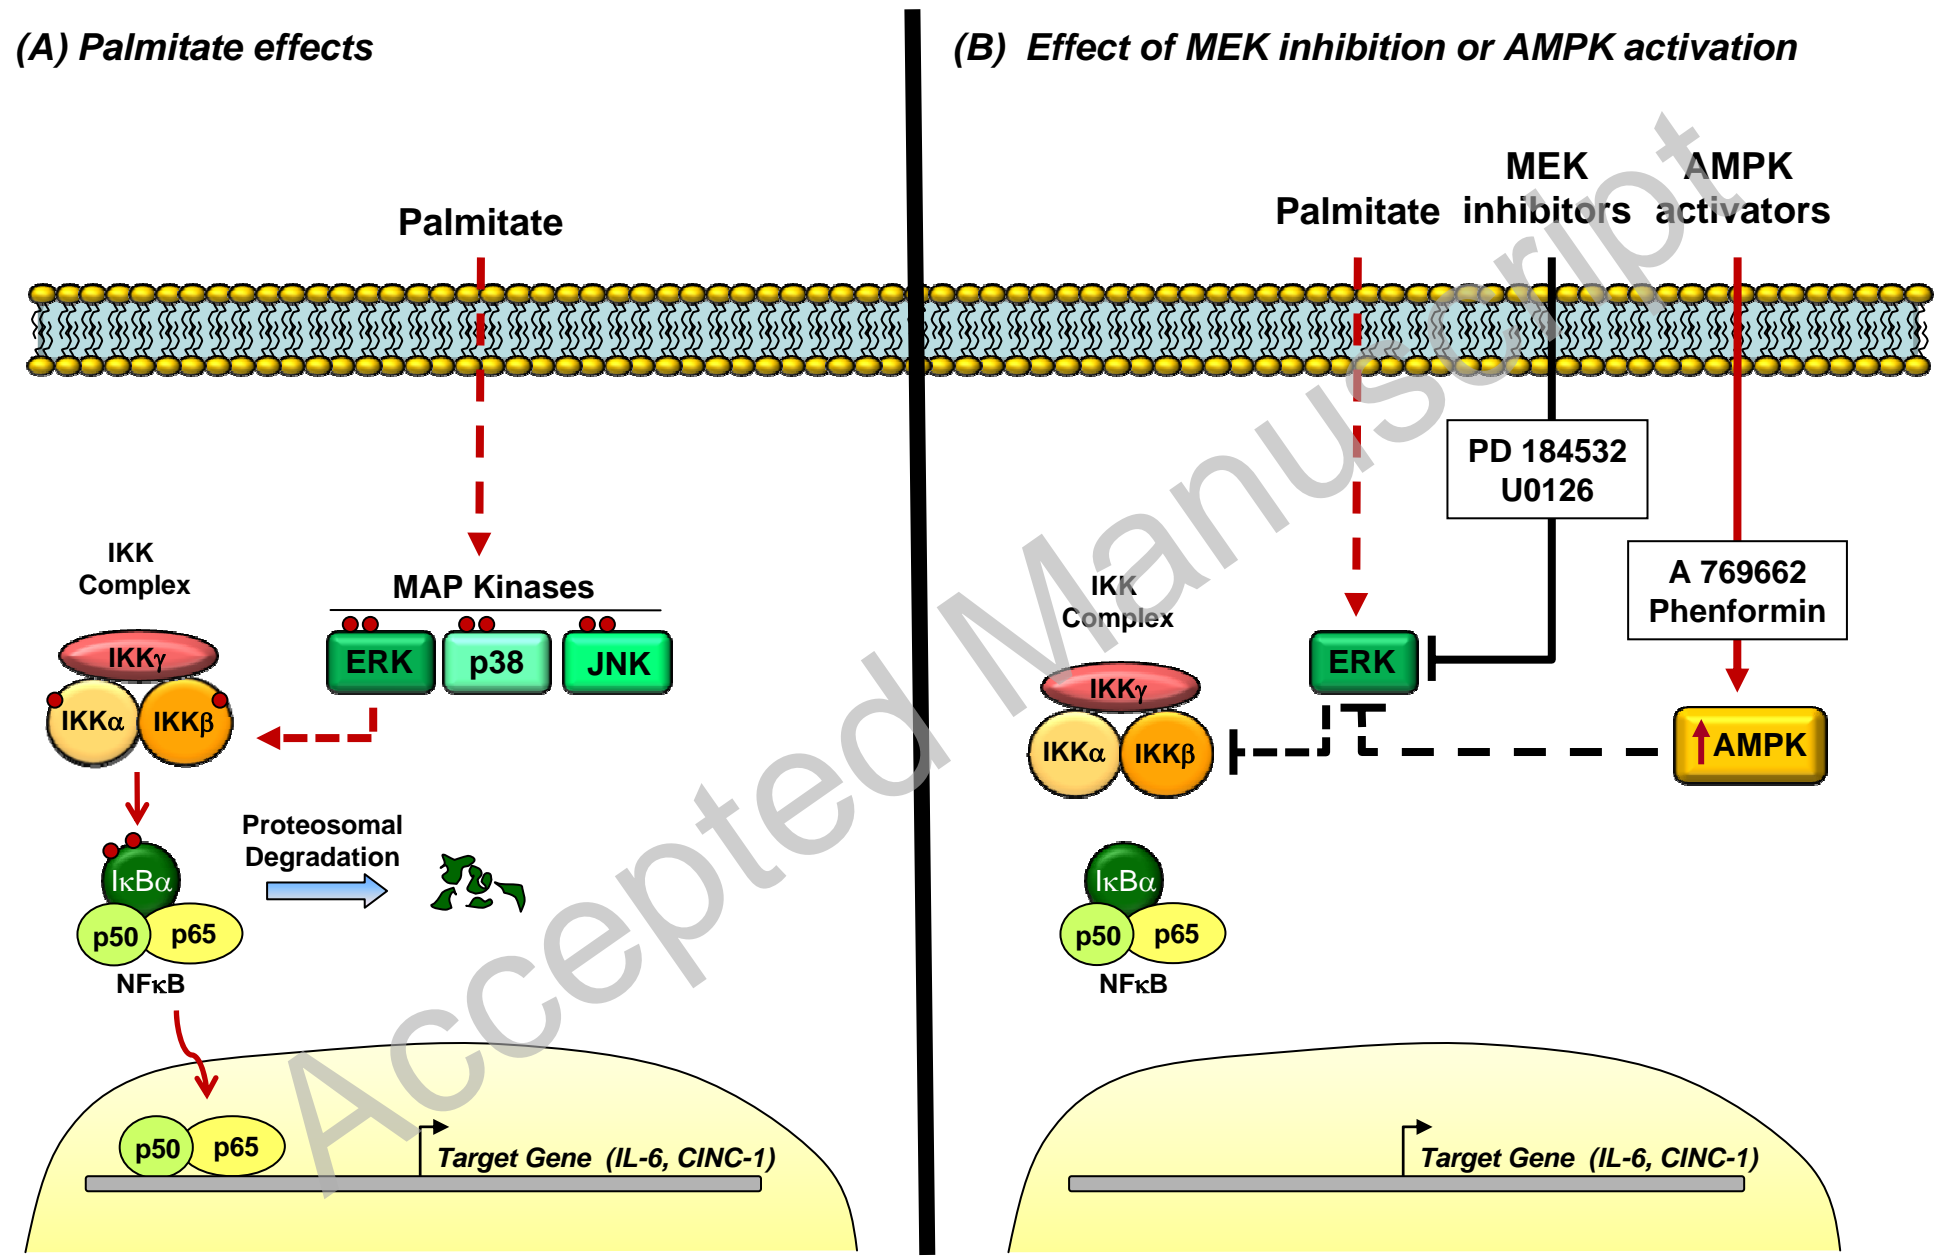 (A) Palmitate effects
Palmitate
IKK
Complex
MAP Kinases
IKKγ
IKKα
IKKβ
ERK
p38
JNK
Proteosomal
Degradation
IκBα
p50
p65
NFκB
p50
p65
Target Gene (IL-6, CINC-1)
(B) Effect of MEK inhibition or AMPK activation
Palmitate
MEK
inhibitors
AMPK
activators
PD 184532
U0126
A 769662
Phenformin
IKK
Complex
IKKγ
IKKα
IKKβ
ERK
AMPK
IκBα
p50
p65
NFκB
Target Gene (IL-6, CINC-1)
Accepted Manuscript